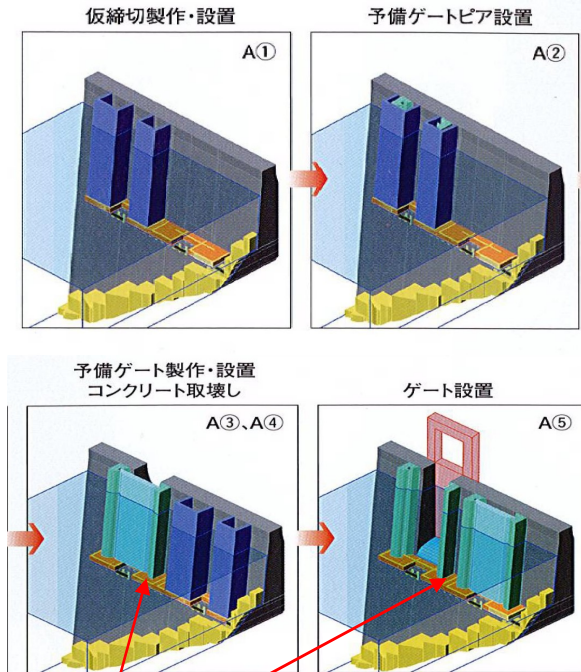 仮締切製作・設置
A①
予備ゲートピア設置
A②
予備ゲート製作・設置
コンクリート取壊し
A③、A④
ゲート設置
A⑤